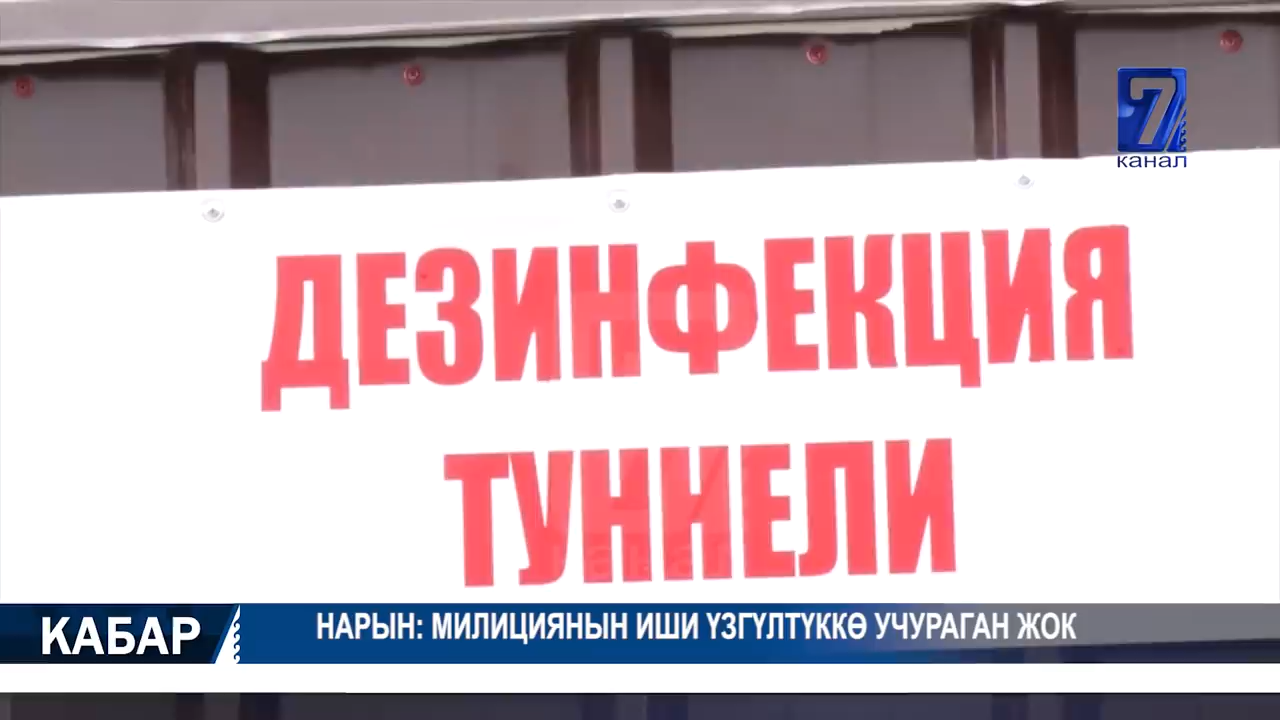 7
канал
ДЕЗИНФЕКЦИЯ
ТУННЕЛИ
КАБАР
НАРЫН: МИЛИЦИЯНЫН ИШИ ҮЗГҮЛТҮККӨ УЧУРАГАН ЖОК